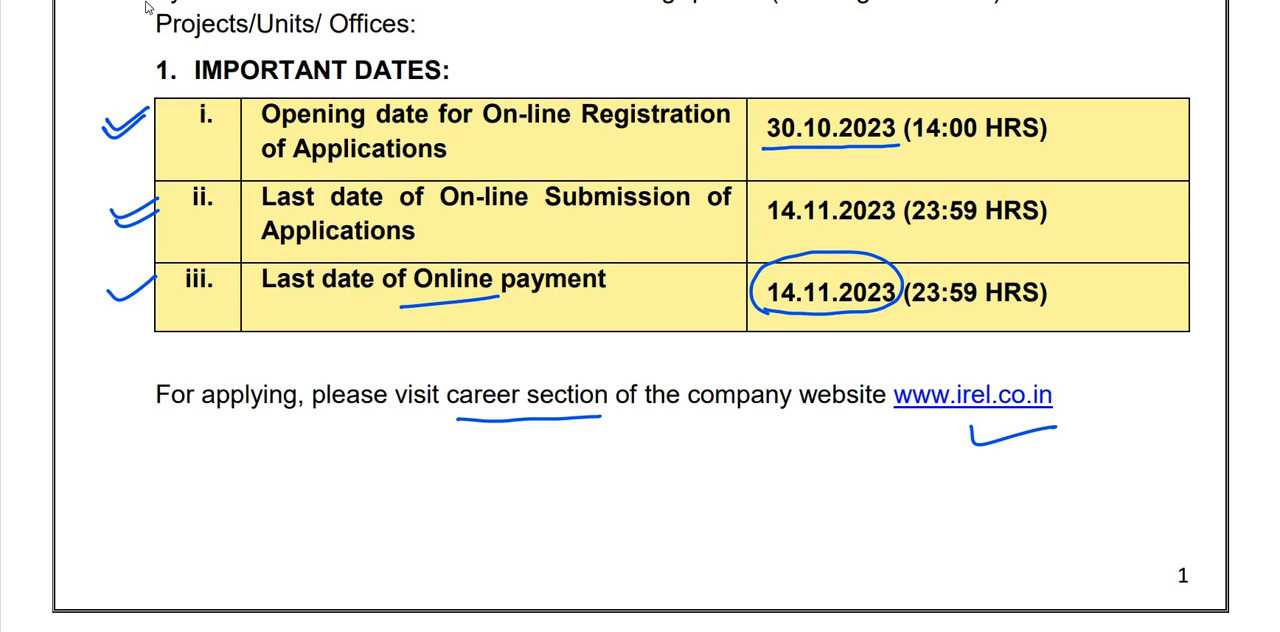 Projects/Units/ Offices:
1. IMPORTANT DATES:
i. Opening date for On-line Registration of Applications 30.10.2023 (14:00 HRS)
ii. Last date of On-line Submission of Applications 14.11.2023 (23:59 HRS)
iii. Last date of Online payment 14.11.2023 (23:59 HRS)
For applying, please visit career section of the company website www.irel.co.in
1